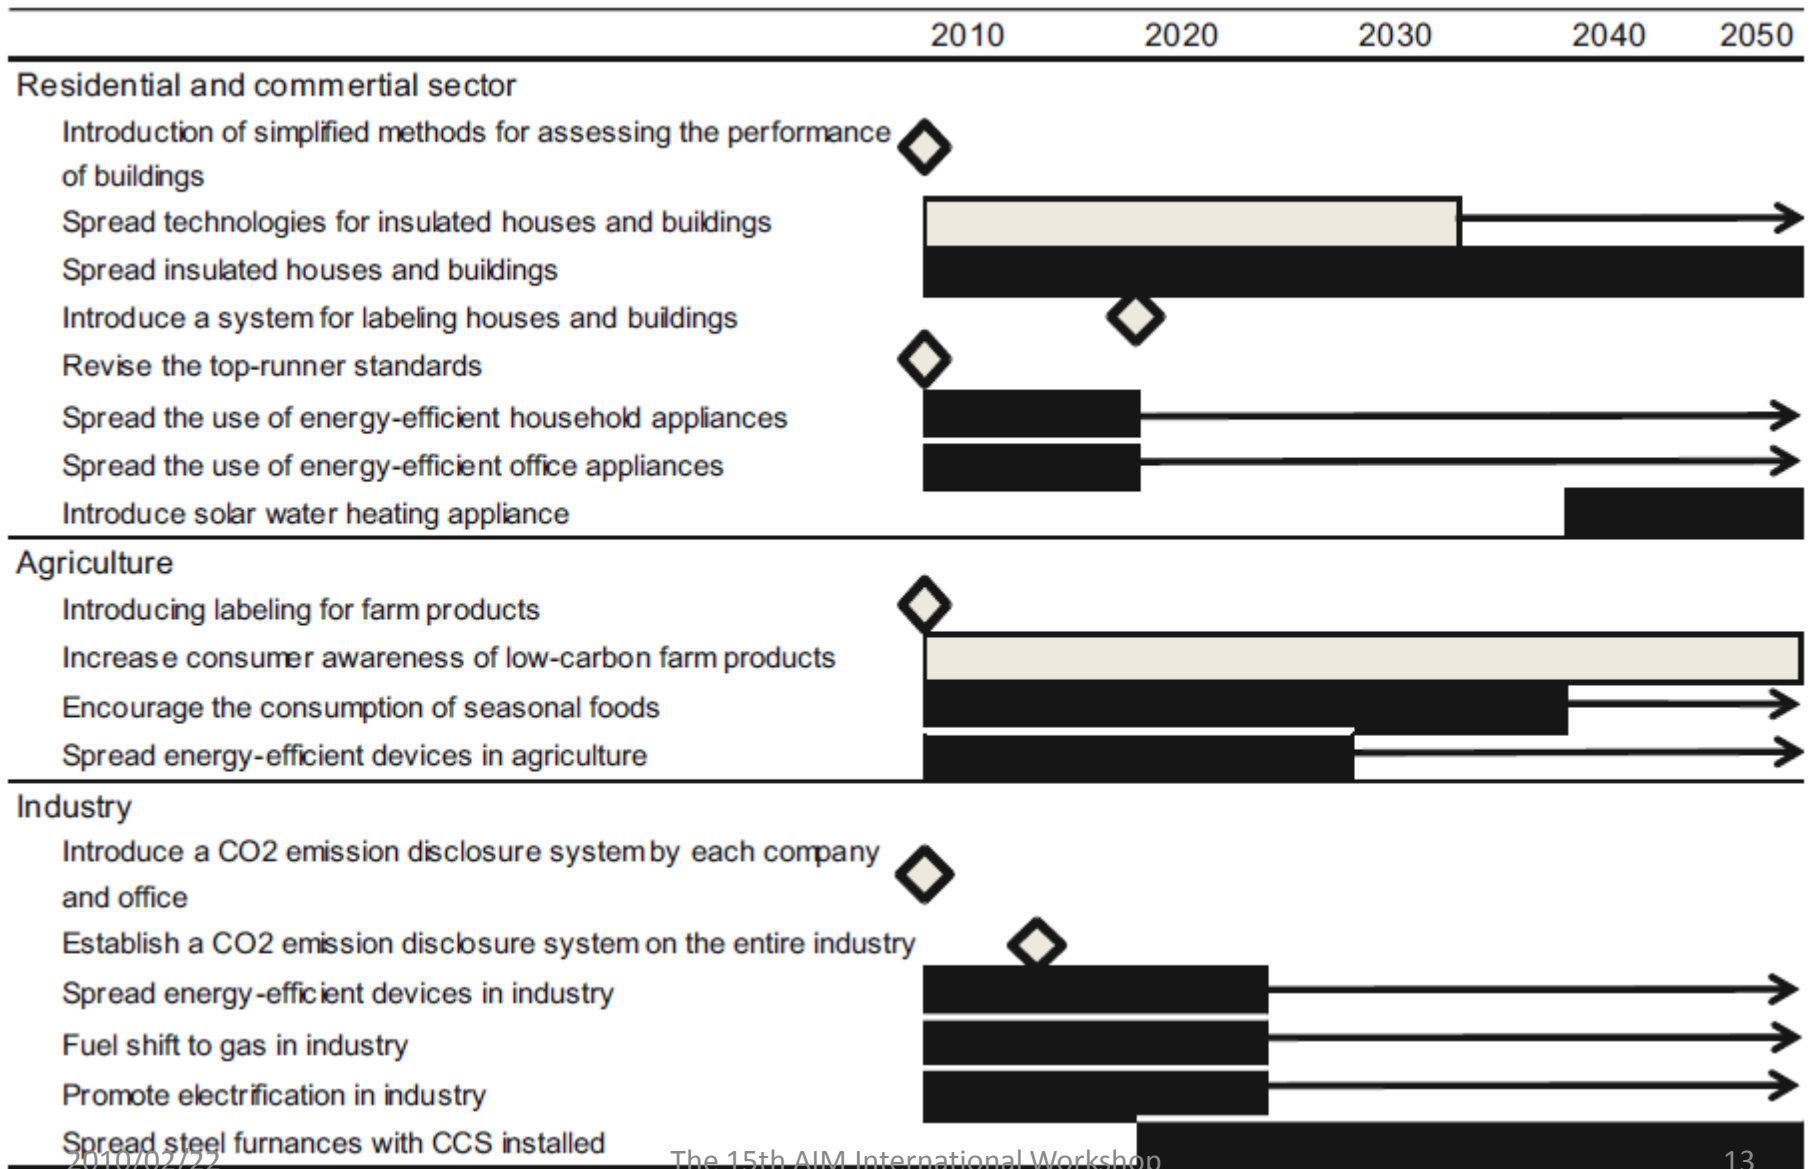 2010 2020 2030 2040 2050
Residential and commertial sector
Introduction of simplified methods for assessing the performance
of buildings
Spread technologies for insulated houses and buildings
Spread insulated houses and buildings
Introduce a system for labeling houses and buildings
Revise the top-runner standards
Spread the use of energy-efficient household appliances
Spread the use of energy-efficient office appliances
Introduce solar water heating appliance
Agriculture
Introducing labeling for farm products
Increase consumer awareness of low-carbon farm products
Encourage the consumption of seasonal foods
Spread energy-efficient devices in agriculture
Industry
Introduce a CO2 emission disclosure system by each company
and office
Establish a CO2 emission disclosure system on the entire industry
Spread energy-efficient devices in industry
Fuel shift to gas in industry
Promote electrification in industry
Spread steel furnances with CCS installed
2010/02/22 The 15th AIM International Workshop 13